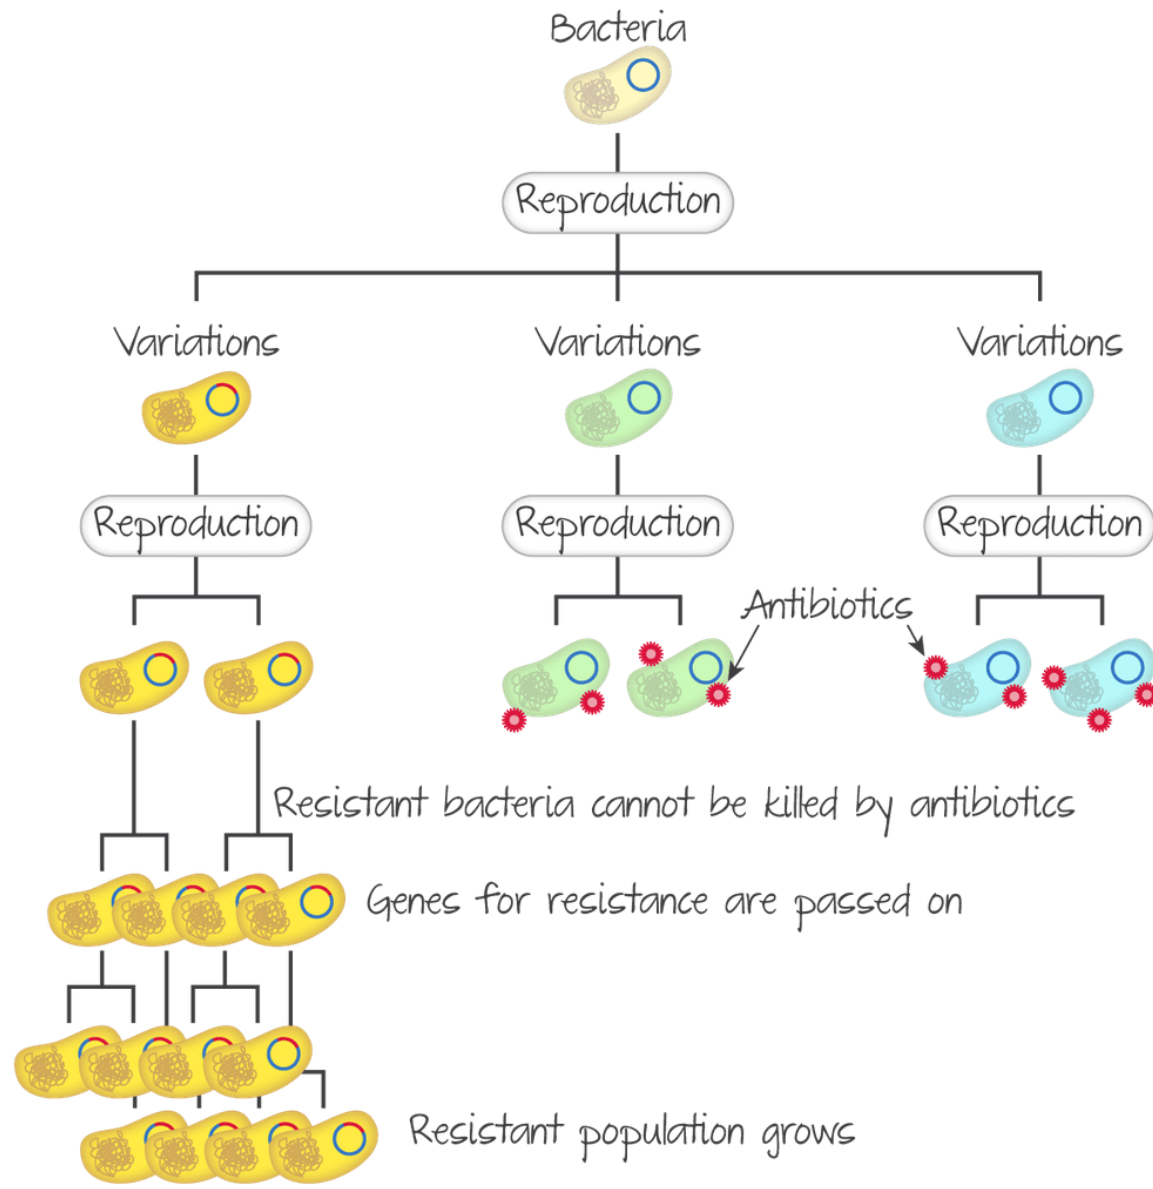 Bacteria
Reproduction
Variations
Variations
Variations
Reproduction
Reproduction
Reproduction
Antibiotics
Resistant bacteria cannot be killed by antibiotics
Genes for resistance are passed on
Resistant population grows